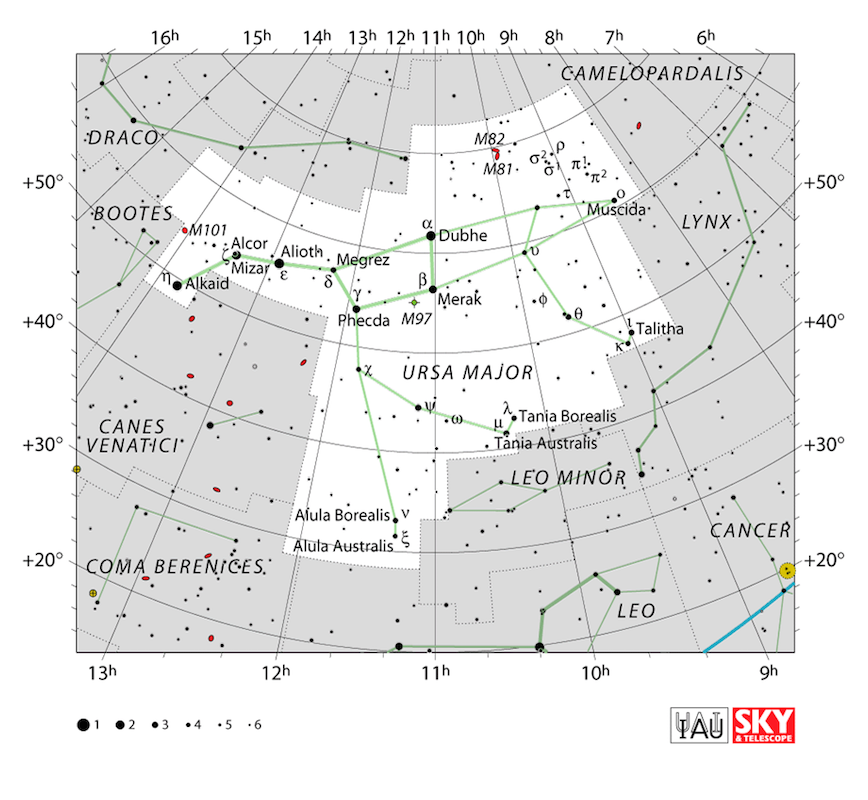 16h 15h 14h 13h 12h 11h 10h 9h 8h 7h 6h
CAMELOPARDALIS
DRACO
M82
M81
ρ
σ² σ¹ π¹ π²
τ ο
Muscida
+50° +50°
BOOTES
LYNX
M101
α Dubhe
Alcor
ζ Mizar
Alioth
ε
Megrez
δ
υ
η Alkaid
γ
β
Merak
Phecda
M97
φ
θ
ι Talitha
κ
+40° +40°
χ
URSA MAJOR
ψ
ω
λ Tania Borealis
μ
Tania Australis
CANES
VENATICI
+30° +30°
LEO MINOR
Alula Borealis ν
Alula Australis ξ
CANCER
+20° +20°
COMA BERENICES
LEO
13h 12h 11h 10h 9h
1 2 3 4 5 6
IAU
SKY
& TELESCOPE